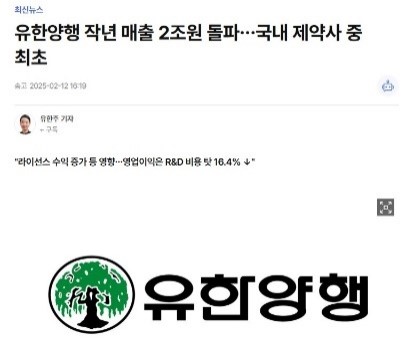 최신뉴스
유한양행 작년 매출 2조원 돌파…국내 제약사 중
최초
송고 2025-02-12 16:19
유한주 기자
+ 구독
"라이선스 수익 증가 등 영향…영업이익은 R&D 비용 탓 16.4% ↓"
유한양행